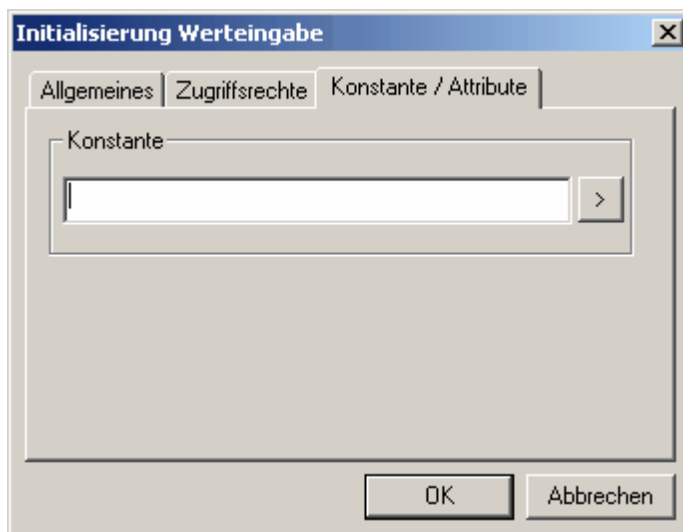 Initialisierung Werteingabe
Allgemeines Zugriffsrechte Konstante / Attribute
Konstante
>
OK Abbrechen